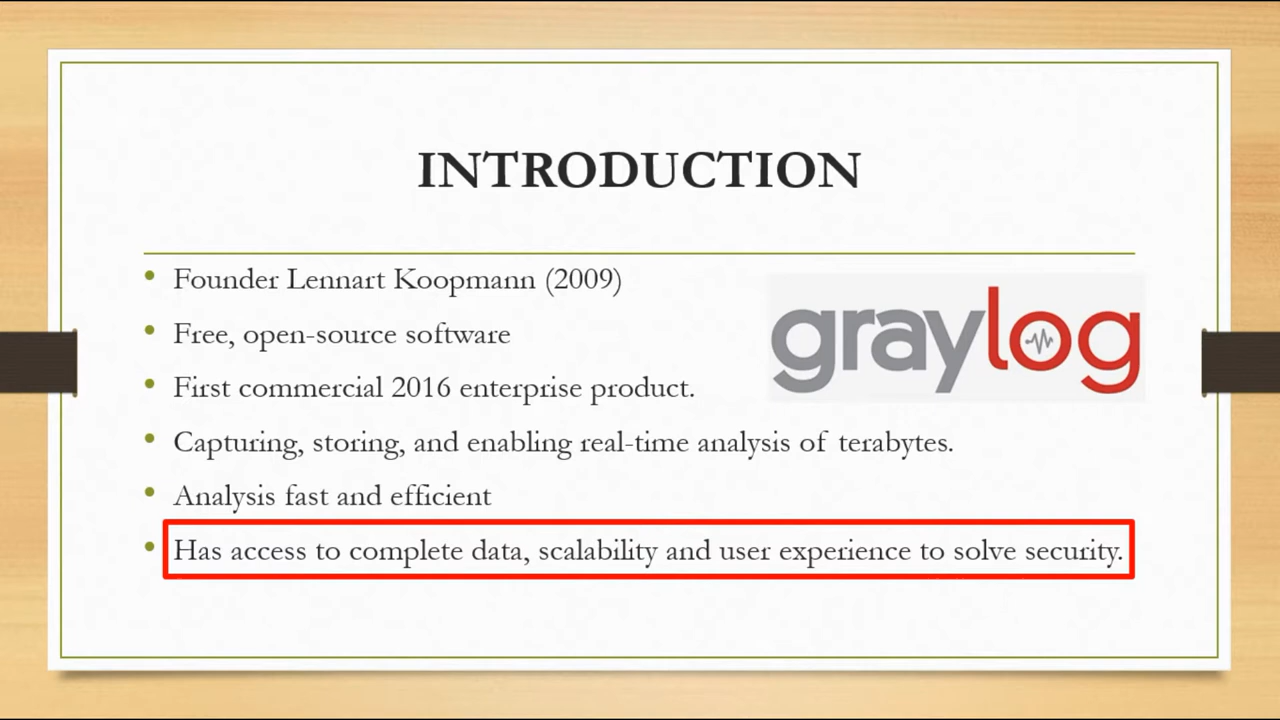 INTRODUCTION
Founder Lennart Koopmann (2009)
Free, open-source software
First commercial 2016 enterprise product.
graylog
Capturing, storing, and enabling real-time analysis of terabytes.
Analysis fast and efficient
Has access to complete data, scalability and user experience to solve security.